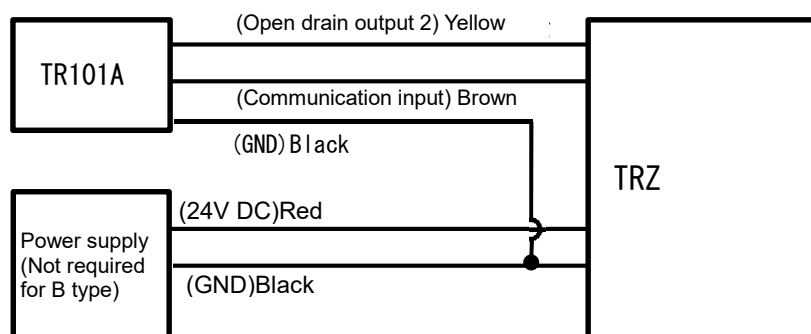 (Open drain output 2) Yellow
TR101A
(Communication input) Brown
(GND)Black
TRZ
(24V DC)Red
Power supply
(Not required
for B type)
(GND)Black